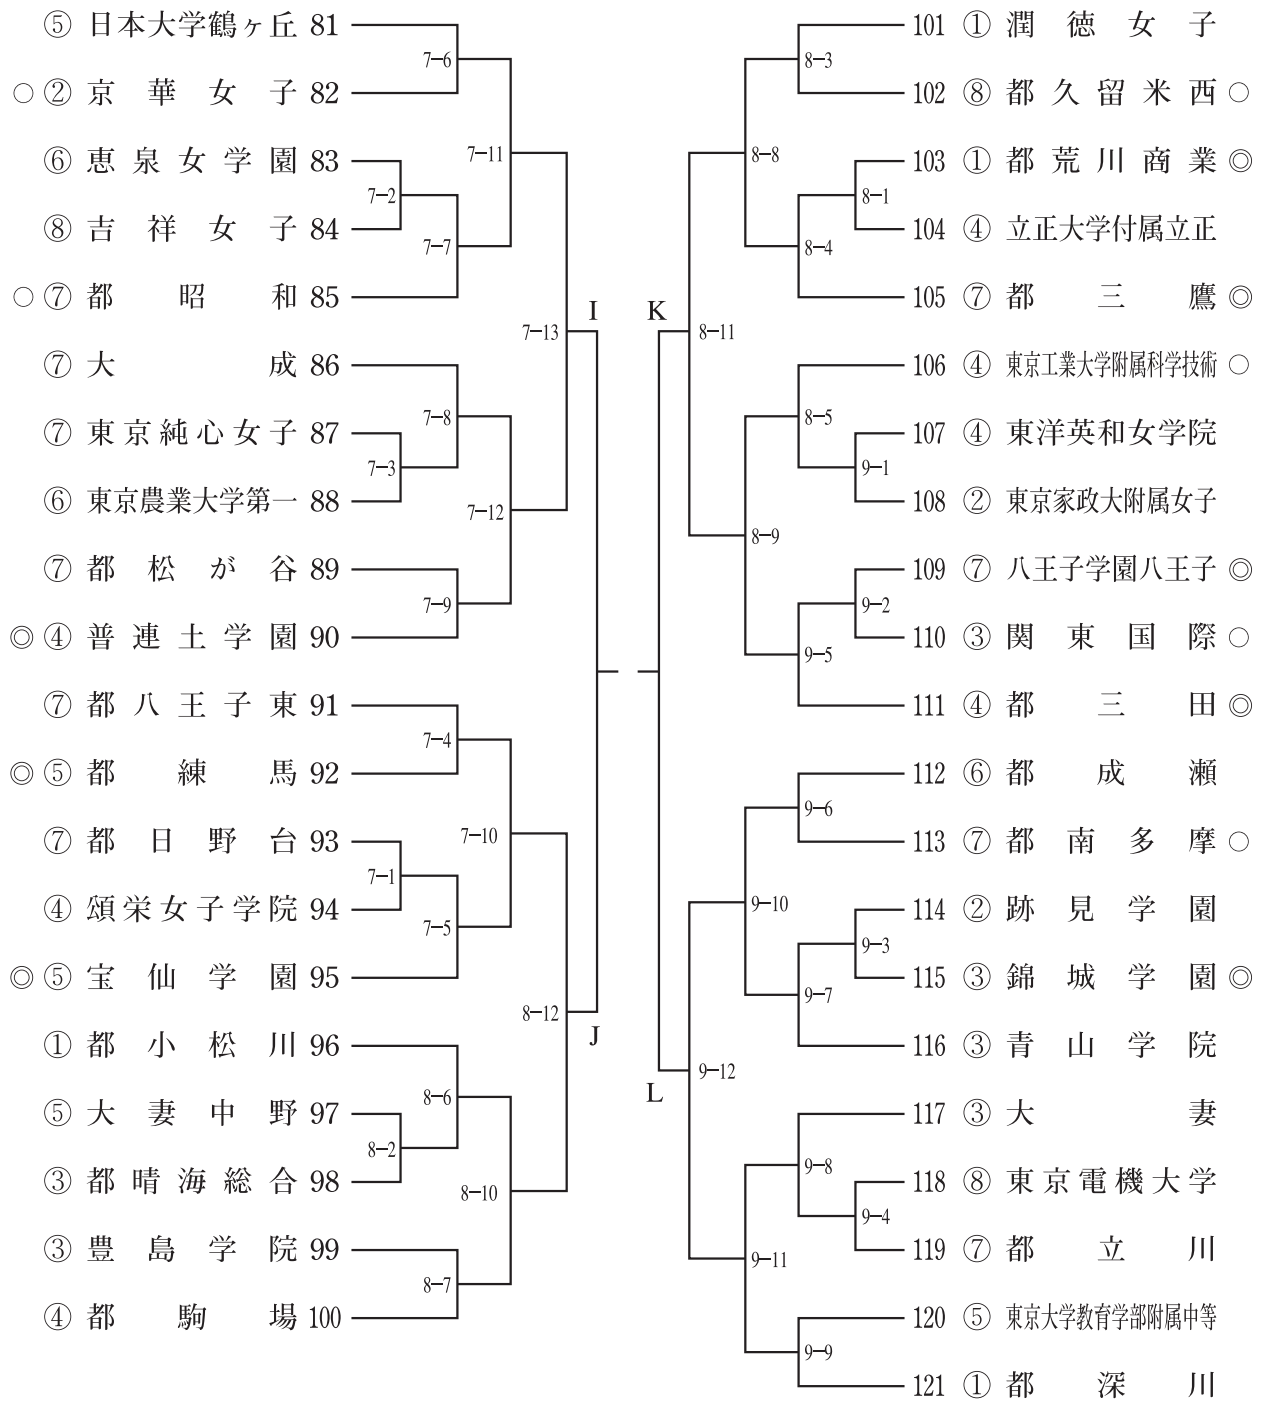 ⑤ 日本大学鶴ヶ丘 81
7-6
○ ② 京華女子 82
7-11
⑥ 恵泉女学園 83
7-2
⑧ 吉祥女子 84
7-7
○ ⑦ 都昭和 85
I
7-13
⑦ 大成 86
7-8
⑦ 東京純心女子 87
7-3
⑥ 東京農業大学第一 88
7-12
⑦ 都松が谷 89
7-9
◎ ④ 普連土学園 90
⑦ 都八王子東 91
7-4
◎ ⑤ 都練馬 92
7-10
⑦ 都日野台 93
7-1
④ 頌栄女子学院 94
7-5
◎ ⑤ 宝仙学園 95
8-12
J
① 都小松川 96
8-6
⑤ 大妻中野 97
8-2
③ 都晴海総合 98
8-10
③ 豊島学院 99
8-7
④ 都駒場 100
101 ① 潤徳女子
8-3
102 ⑧ 都久留米西 ○
8-8
103 ① 都荒川商業 ◎
8-1
104 ④ 立正大学付属立正
8-4
105 ⑦ 都三鷹 ◎
K
8-11
106 ④ 東京工業大学附属科学技術 ○
8-5
107 ④ 東洋英和女学院
9-1
108 ② 東京家政大附属女子
8-9
109 ⑦ 八王子学園八王子 ◎
9-2
110 ③ 関東国際 ○
9-5
111 ④ 都三田 ◎
112 ⑥ 都成瀬
9-6
113 ⑦ 都南多摩 ○
9-10
114 ② 跡見学園
9-3
115 ③ 錦城学園 ◎
9-7
116 ③ 青山学院
9-12
L
117 ③ 大妻
9-8
118 ⑧ 東京電機大学
9-4
119 ⑦ 都立川
9-11
120 ⑤ 東京大学教育学部附属中等
9-9
121 ① 都深川